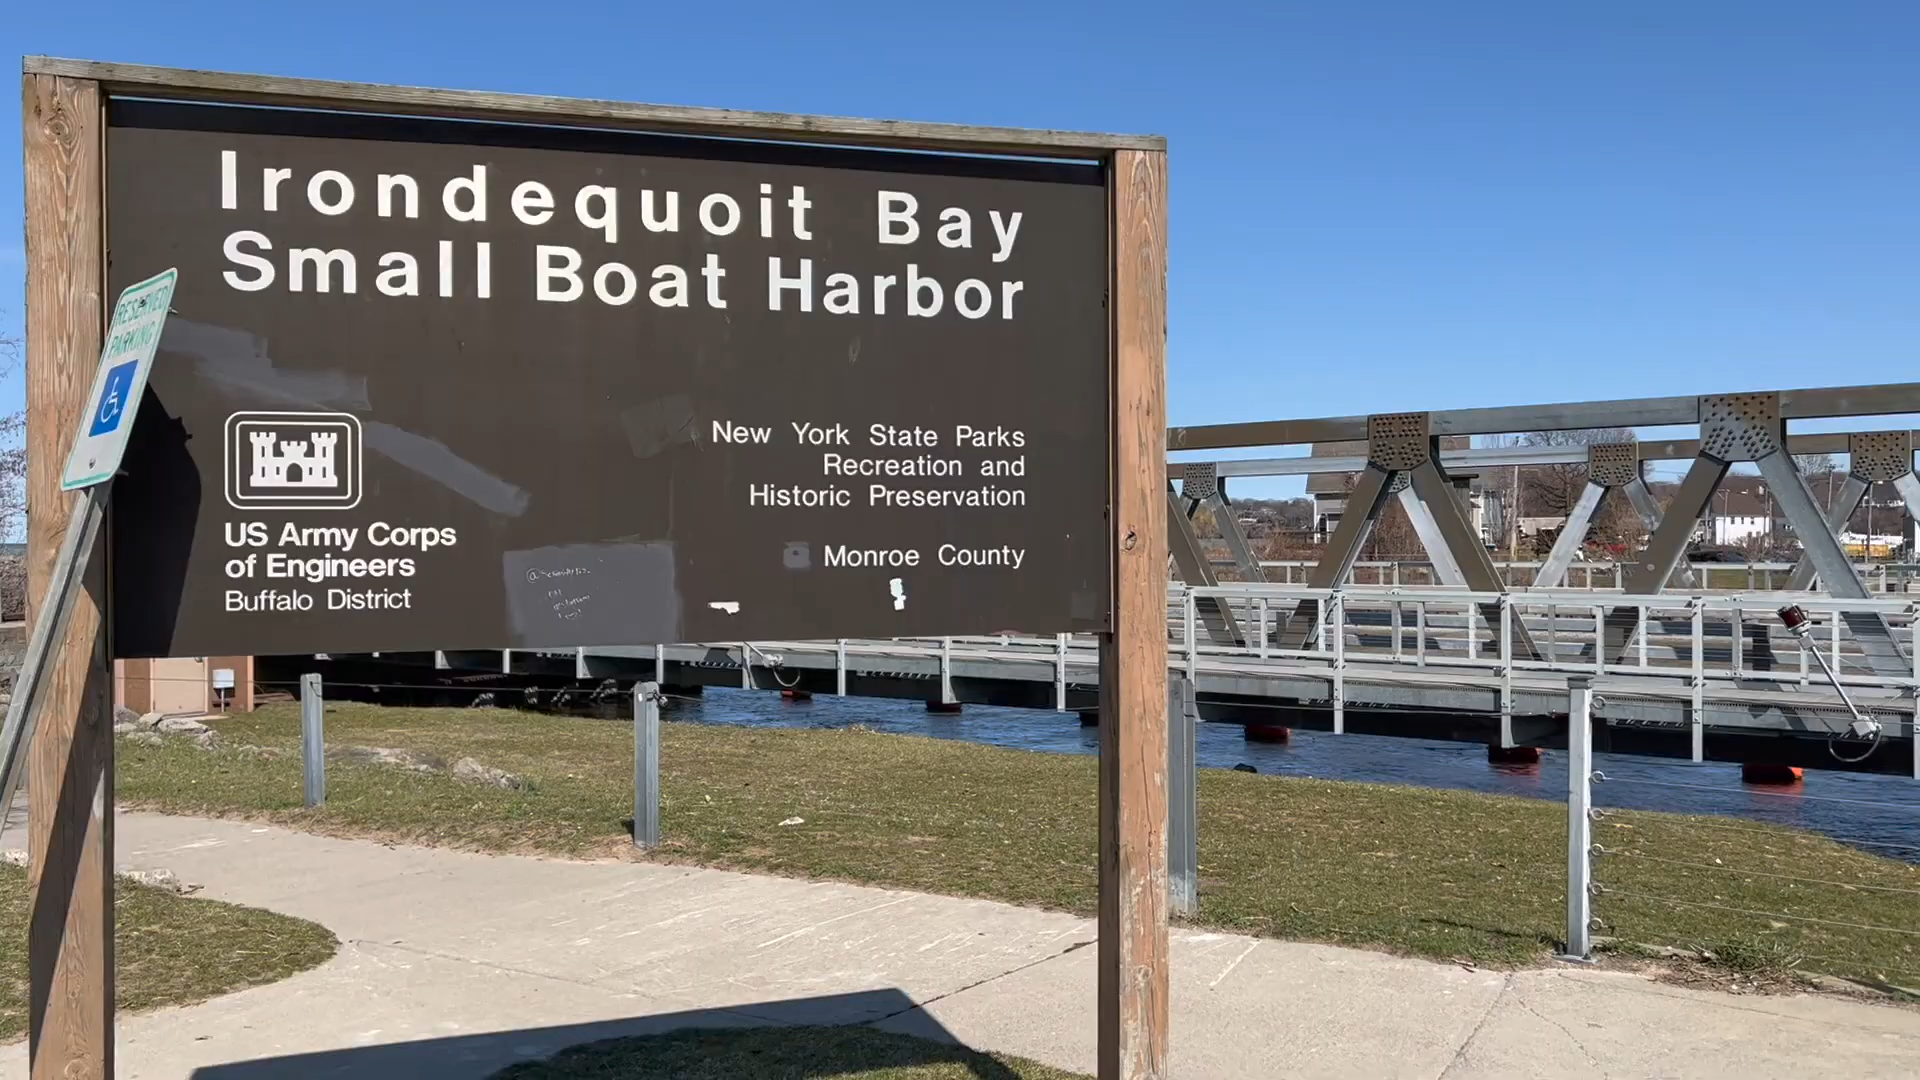 Irondequoit Bay
Small Boat Harbor
RESERVED
PARKING
New York State Parks
Recreation and
Historic Preservation
Monroe County
US Army Corps
of Engineers
Buffalo District